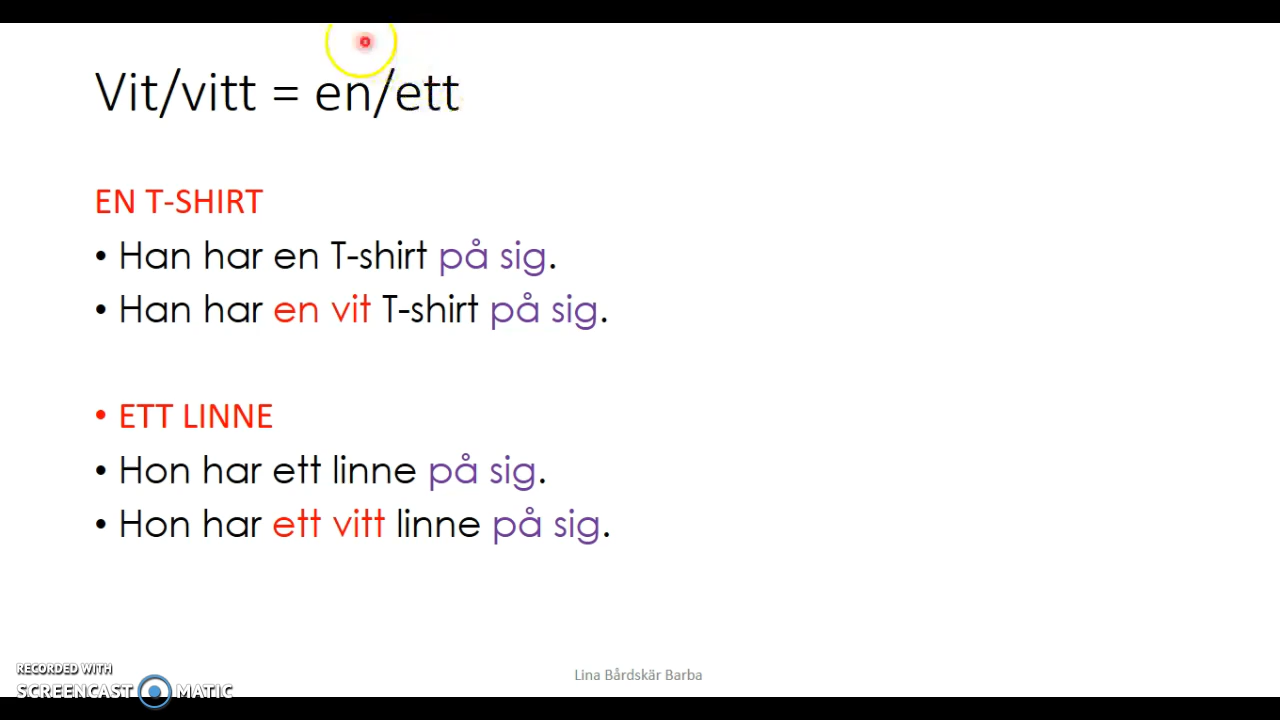 Vit/vitt = en/ett
EN T-SHIRT
• Han har en T-shirt på sig.
• Han har en vit T-shirt på sig.
• ETT LINNE
• Hon har ett linne på sig.
• Hon har ett vitt linne på sig.
Lina Bårdskär Barba
RECORDED WITH
SCREENCAST MATIC